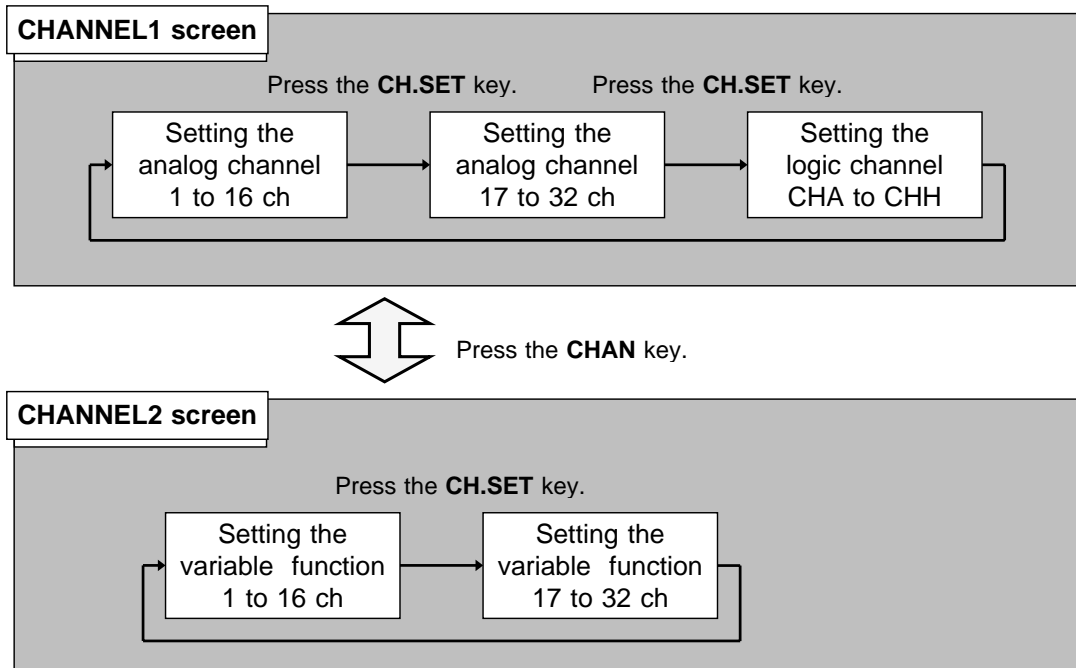 CHANNEL1 screen
Press the CH.SET key.
Press the CH.SET key.
Setting the
analog channel
1 to 16 ch
Setting the
analog channel
17 to 32 ch
Setting the
logic channel
CHA to CHH
Press the CHAN key.
CHANNEL2 screen
Press the CH.SET key.
Setting the
variable function
1 to 16 ch
Setting the
variable function
17 to 32 ch